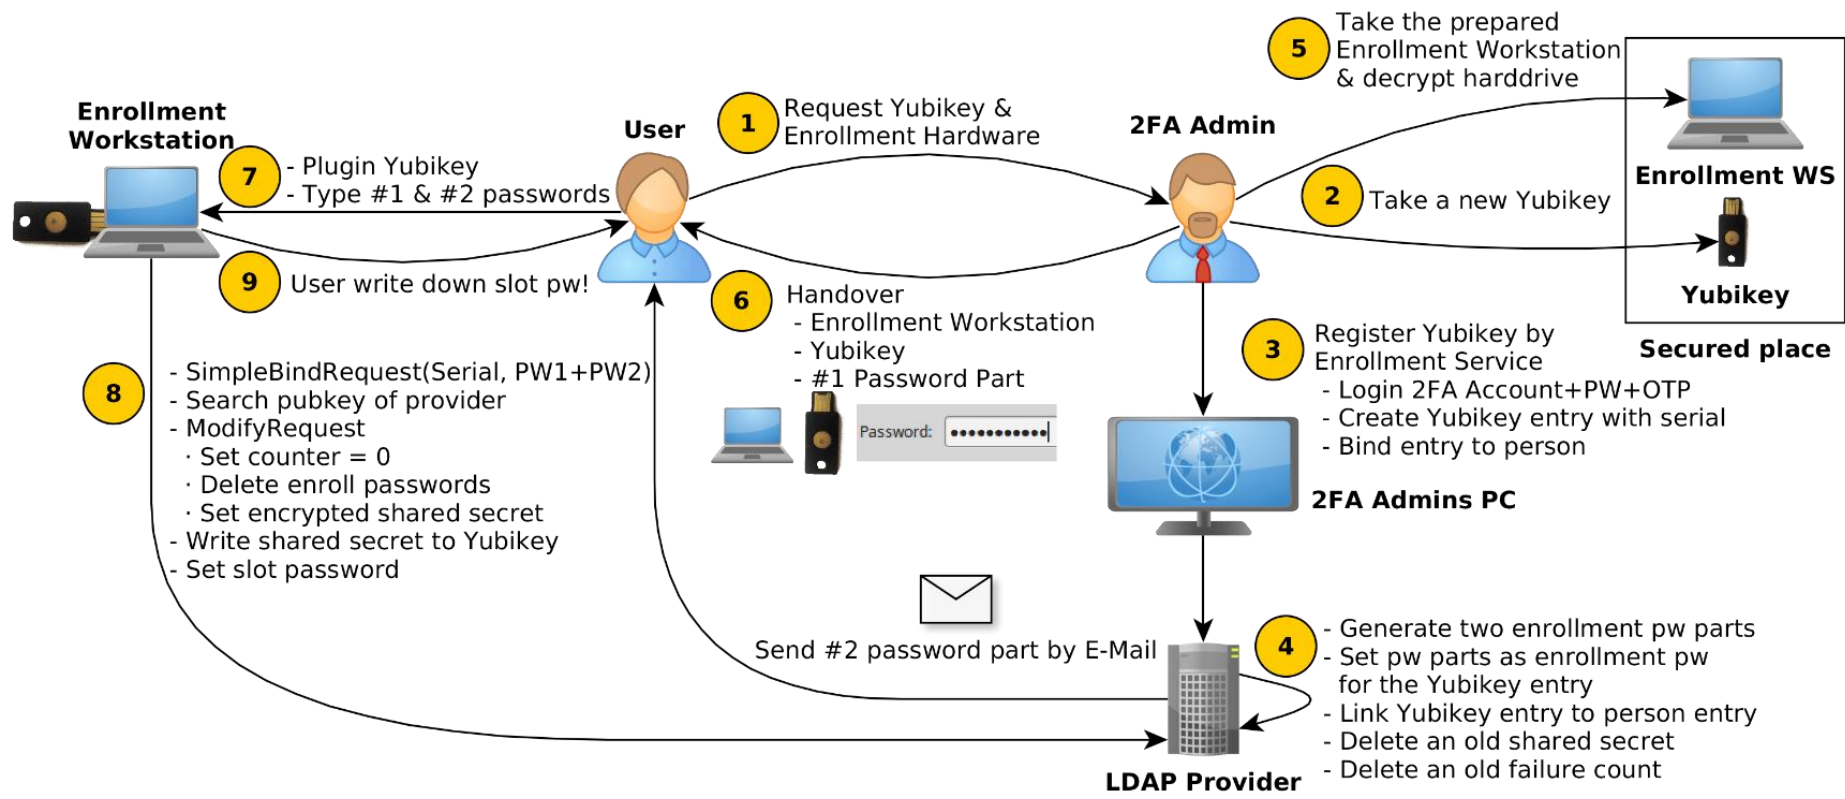 5
Take the prepared
Enrollment Workstation
& decrypt harddrive
Enrollment
Workstation
User
1
Request Yubikey &
Enrollment Hardware
2FA Admin
7
- Plugin Yubikey
- Type #1 & #2 passwords
2
Take a new Yubikey
Enrollment WS
Yubikey
Secured place
9
User write down slot pw!
6
Handover
- Enrollment Workstation
- Yubikey
- #1 Password Part
Password:
3
Register Yubikey by
Enrollment Service
- Login 2FA Account+PW+OTP
- Create Yubikey entry with serial
- Bind entry to person
2FA Admins PC
8
- SimpleBindRequest(Serial, PW1+PW2)
- Search pubkey of provider
- ModifyRequest
· Set counter = 0
· Delete enroll passwords
· Set encrypted shared secret
- Write shared secret to Yubikey
- Set slot password
Send #2 password part by E-Mail
4
- Generate two enrollment pw parts
- Set pw parts as enrollment pw
for the Yubikey entry
- Link Yubikey entry to person entry
- Delete an old shared secret
- Delete an old failure count
LDAP Provider